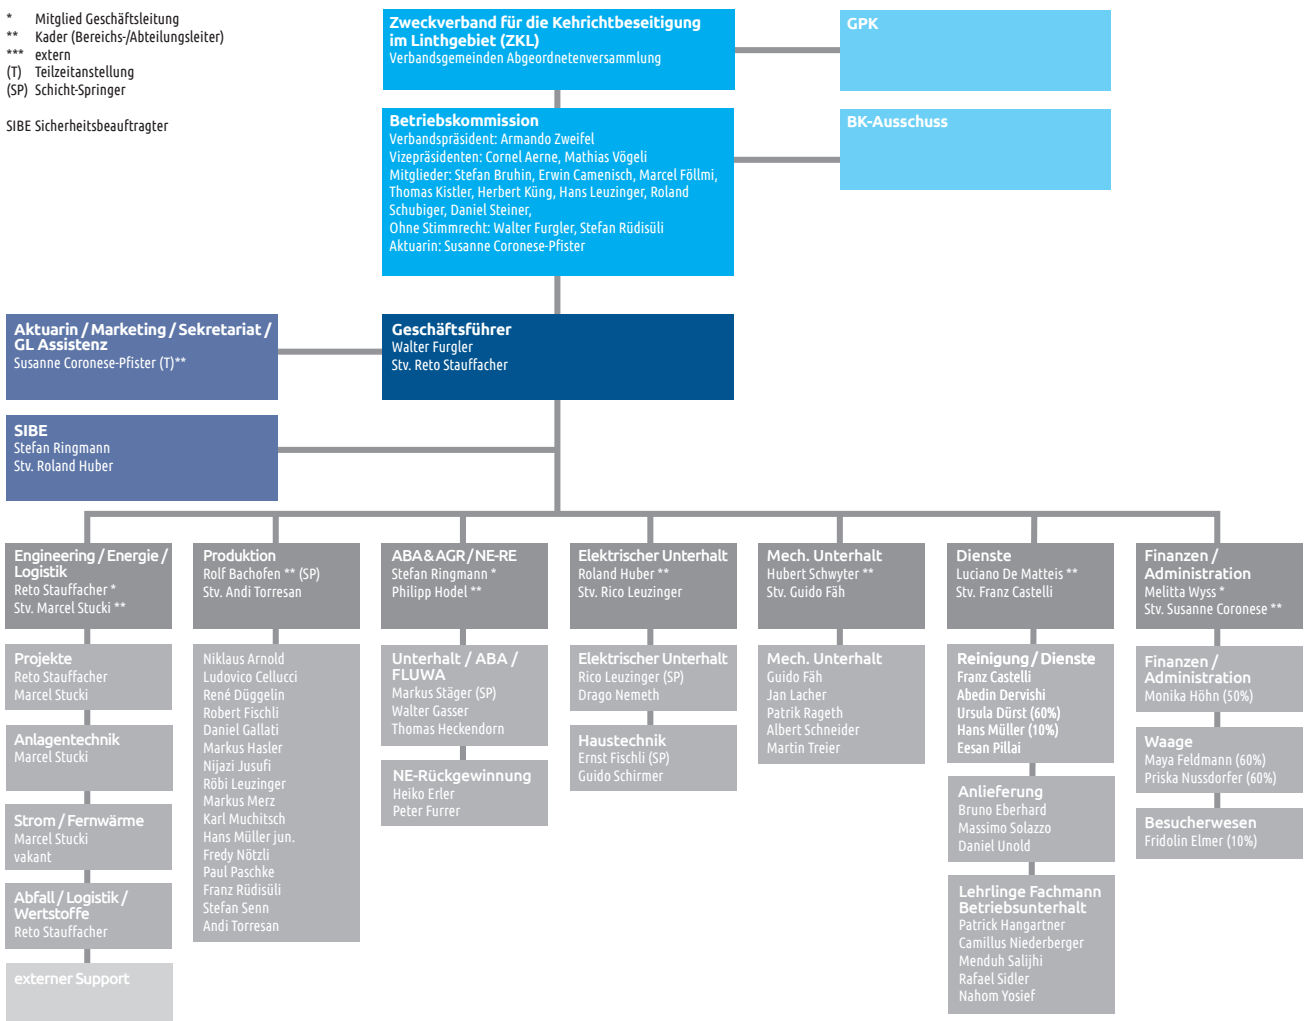 * Mitglied Geschäftsleitung
** Kader (Bereichs-/Abteilungsleiter)
*** extern
(T) Teilzeitanstellung
(SP) Schicht-Springer
SIBE Sicherheitsbeauftragter
Zweckverband für die Kehrichtbeseitigung
im Linthgebiet (ZKL)
Verbandsgemeinden Abgeordnetenversammlung
GPK
Betriebskommission
Verbandspräsident: Armando Zweifel
Vizepräsidenten: Cornel Aerne, Mathias Vögeli
Mitglieder: Stefan Bruhin, Erwin Camenisch, Marcel Föllmi,
Thomas Kistler, Herbert Küng, Hans Leuzinger, Roland
Schubiger, Daniel Steiner,
Ohne Stimmrecht: Walter Furgler, Stefan Rüdisüli
Aktuarin: Susanne Coronese-Pfister
BK-Ausschuss
Aktuarin / Marketing / Sekretariat /
GL Assistenz
Susanne Coronese-Pfister (T)**
Geschäftsführer
Walter Furgler
Stv. Reto Stauffacher
SIBE
Stefan Ringmann
Stv. Roland Huber
Engineering / Energie /
Logistik
Reto Stauffacher *
Stv. Marcel Stucki **
Projekte
Reto Stauffacher
Marcel Stucki
Anlagentechnik
Marcel Stucki
Strom / Fernwärme
Marcel Stucki
vakant
Abfall / Logistik /
Wertstoffe
Reto Stauffacher
externer Support
Produktion
Rolf Bachofen ** (SP)
Stv. Andi Torresan
Niklaus Arnold
Ludovico Cellucci
René Düggelin
Robert Fischli
Daniel Gallati
Markus Hasler
Nijazi Jusufi
Röbi Leuzinger
Markus Merz
Karl Muchitsch
Hans Müller jun.
Fredy Nötzli
Paul Paschke
Franz Rüdisüli
Stefan Senn
Andi Torresan
ABA & AGR / NE-RE
Stefan Ringmann *
Philipp Hodel **
Unterhalt / ABA /
FLUWA
Markus Stäger (SP)
Walter Gasser
Thomas Heckendorn
NE-Rückgewinnung
Heiko Erler
Peter Furrer
Elektrischer Unterhalt
Roland Huber **
Stv. Rico Leuzinger
Elektrischer Unterhalt
Rico Leuzinger (SP)
Drago Nemeth
Haustechnik
Ernst Fischli (SP)
Guido Schirmer
Mech. Unterhalt
Hubert Schwyter **
Stv. Guido Fäh
Mech. Unterhalt
Guido Fäh
Jan Lacher
Patrik Rageth
Albert Schneider
Martin Treier
Dienste
Luciano De Matteis **
Stv. Franz Castelli
Reinigung / Dienste
Franz Castelli
Abedin Dervishi
Ursula Dürst (60%)
Hans Müller (10%)
Eesan Pillai
Anlieferung
Bruno Eberhard
Massimo Solazzo
Daniel Unold
Lehrlinge Fachmann
Betriebsunterhalt
Patrick Hangartner
Camillus Niederberger
Menduh Salijhi
Rafael Sidler
Nahom Yosief
Finanzen /
Administration
Melitta Wyss *
Stv. Susanne Coronese **
Finanzen /
Administration
Monika Höhn (50%)
Waage
Maya Feldmann (60%)
Priska Nussdorfer (60%)
Besucherwesen
Fridolin Elmer (10%)